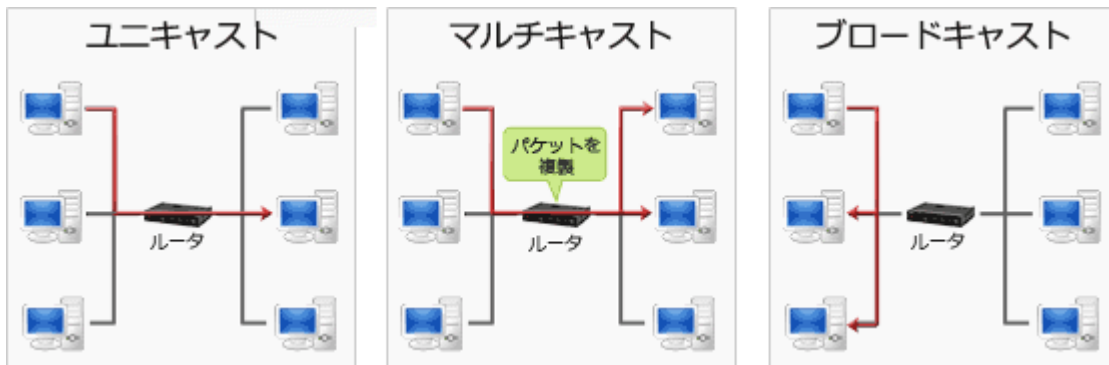 ユニキャスト
ルータ
マルチキャスト
パケットを
複製
ルータ
ブロードキャスト
ルータ